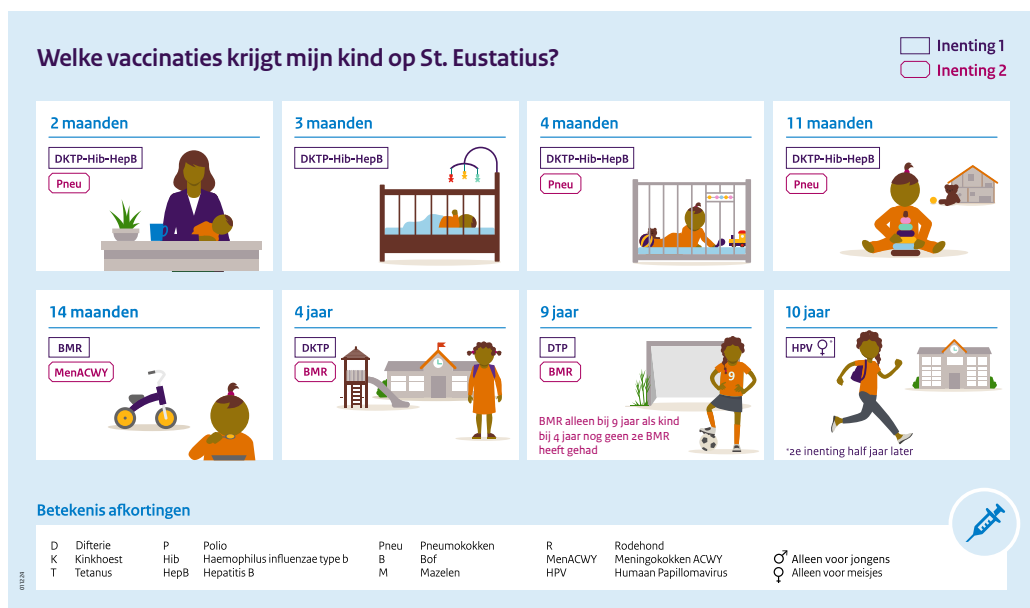 Welke vaccinaties krijgt mijn kind op St. Eustatius?
Inenting 1
Inenting 2
2 maanden
DKTP-Hib-HepB
Pneu
3 maanden
DKTP-Hib-HepB
4 maanden
DKTP-Hib-HepB
Pneu
11 maanden
DKTP-Hib-HepB
Pneu
14 maanden
BMR
MenACWY
4 jaar
DKTP
BMR
9 jaar
DTP
BMR
9
BMR alleen bij 9 jaar als kind
bij 4 jaar nog geen 2e BMR
heeft gehad
10 jaar
HPV ♀*
*2e inenting half jaar later
Betekenis afkortingen
D Difterie
K Kinkhoest
T Tetanus
P Polio
Hib Haemophilus influenzae type b
HepB Hepatitis B
Pneu Pneumokokken
B Bof
M Mazelen
R Rodehond
MenACWY Meningokokken ACWY
HPV Humaan Papillomavirus
♂ Alleen voor jongens
♀ Alleen voor meisjes
011224